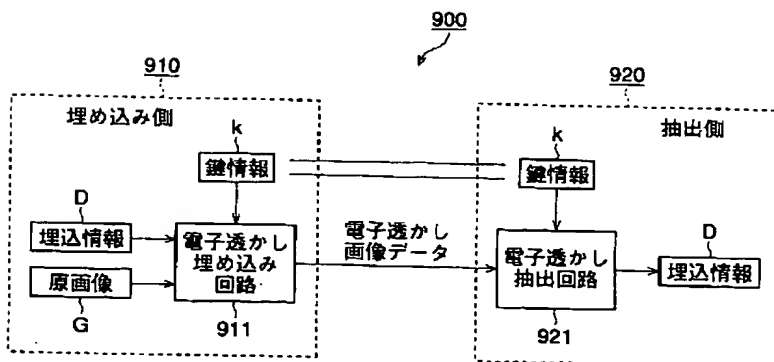 900
910
920
埋め込み側
抽出側
k
鍵情報
k
鍵情報
D
埋込情報
電子透かし
埋め込み
回路
電子透かし
画像データ
電子透かし
抽出回路
D
埋込情報
原画像
G
911
921